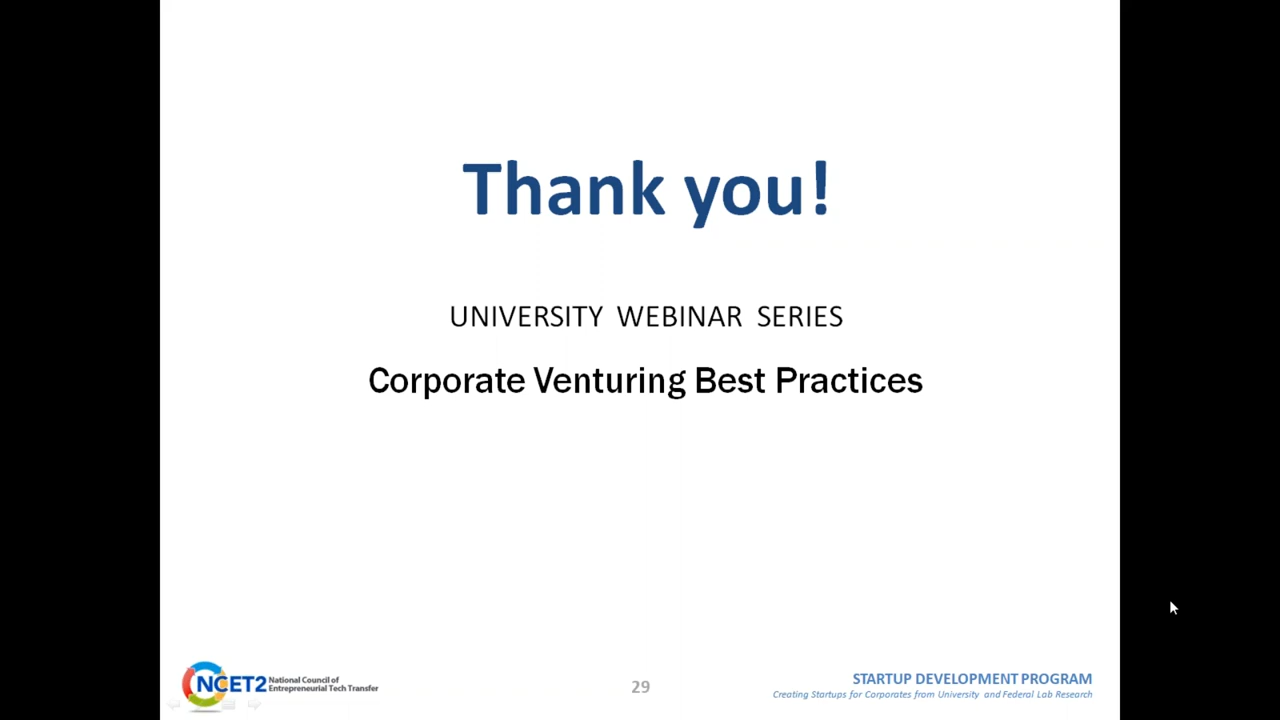 Thank you!
UNIVERSITY WEBINAR SERIES
Corporate Venturing Best Practices
NCET2
National Council of
Entrepreneurial Tech Transfer
29
STARTUP DEVELOPMENT PROGRAM
Creating Startups for Corporates from University and Federal Lab Research